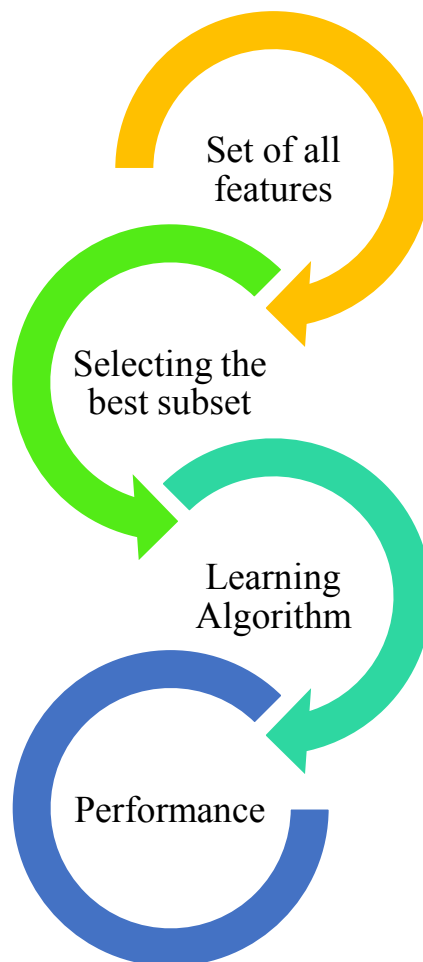 Set of all
features
Selecting the
best subset
Learning
Algorithm
Performance